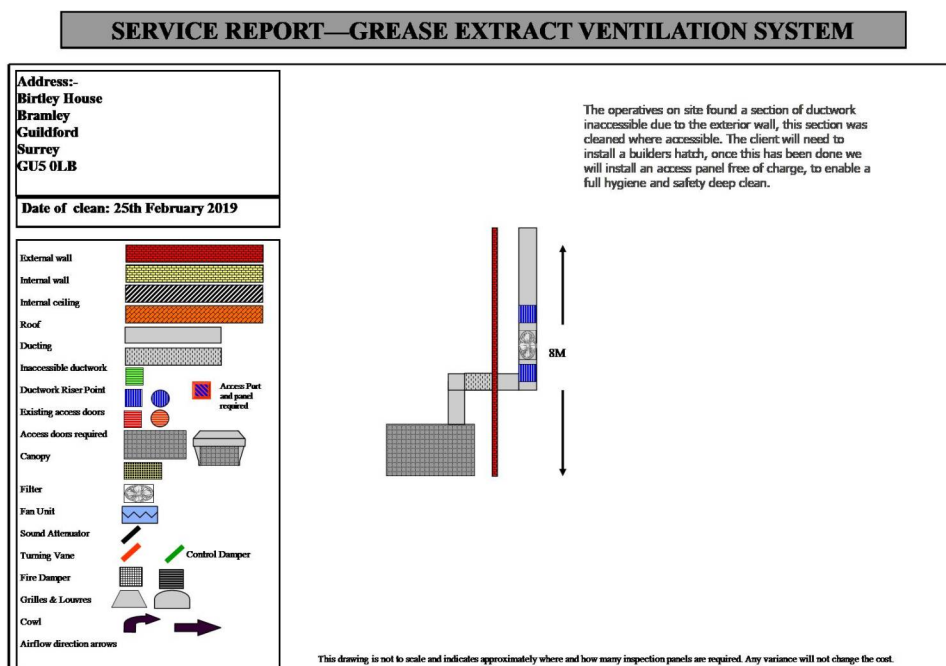 SERVICE REPORT—GREASE EXTRACT VENTILATION SYSTEM
Address:-
Birtley House
Bramley
Guildford
Surrey
GU5 0LB
Date of clean: 25th February 2019
The operatives on site found a section of ductwork
inaccessible due to the exterior wall, this section was
cleaned where accessible. The client will need to
install a builders hatch, once this has been done we
will install an access panel free of charge, to enable a
full hygiene and safety deep clean.
External wall
Internal wall
Internal ceiling
Roof
Ducting
Inaccessible ductwork
Ductwork Riser Point
Access Port
and panel
required
Existing access doors
Access doors required
Canopy
Filter
Fan Unit
Sound Attenuator
Turning Vane
Control Damper
Fire Damper
Grilles & Louvres
Cowl
Airflow direction arrows
8M
This drawing is not to scale and indicates approximately where and how many inspection panels are required. Any variance will not change the cost.